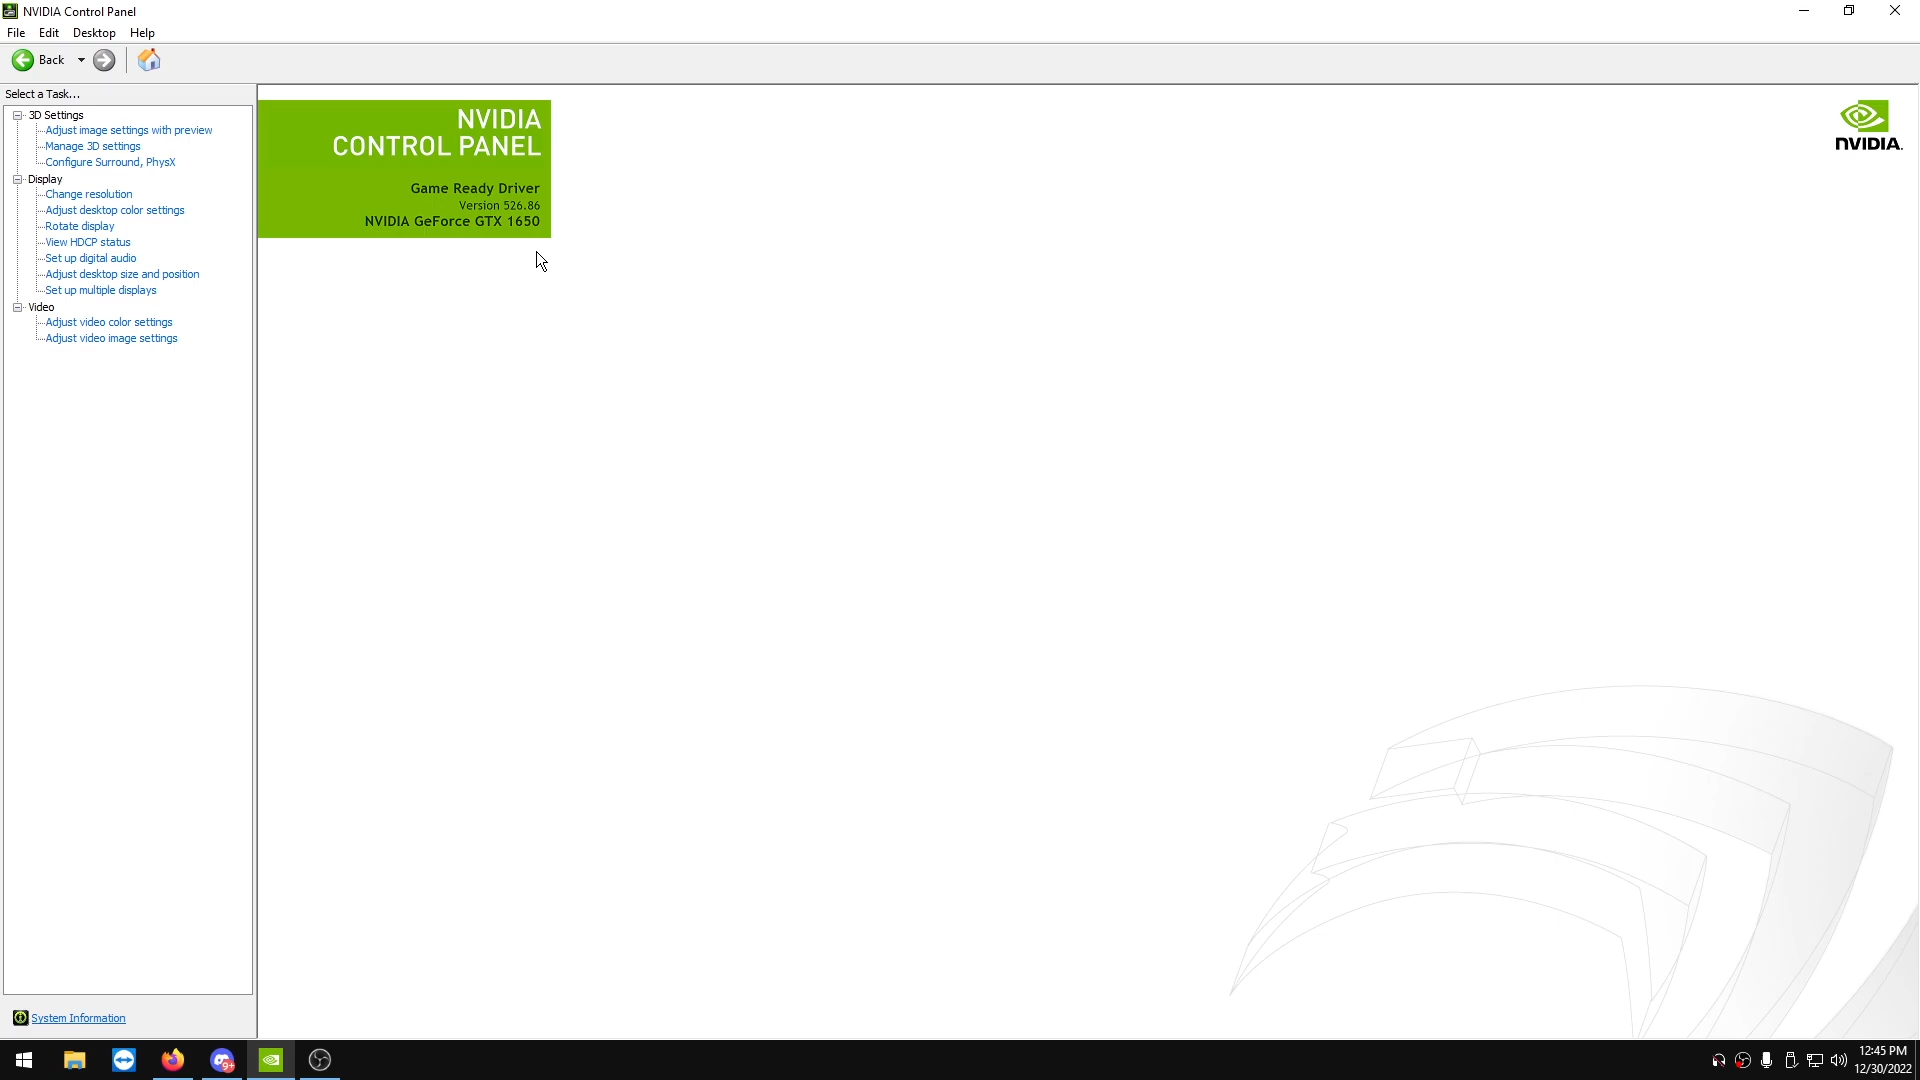 NVIDIA Control Panel
File Edit Desktop Help
Back
Select a Task...
3D Settings
Adjust image settings with preview
Manage 3D settings
Configure Surround, PhysX
Display
Change resolution
Adjust desktop color settings
Rotate display
View HDCP status
Set up digital audio
Adjust desktop size and position
Set up multiple displays
Video
Adjust video color settings
Adjust video image settings
System Information
NVIDIA
CONTROL PANEL
Game Ready Driver
Version 526.86
NVIDIA GeForce GTX 1650
NVIDIA.
9+
12:45 PM
12/30/2022